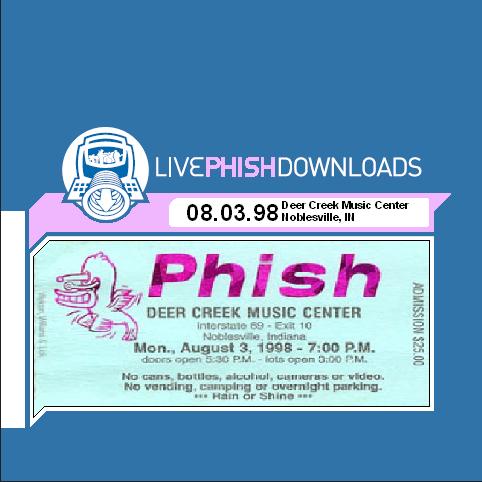 LIVEPHISHDOWNLOADS
08.03.98
Deer Creek Music Center
Noblesville, IN
Phish
DEER CREEK MUSIC CENTER
Interstate 69 - Exit 10
Noblesville, Indiana
Mon., August 3, 1998 - 7:00 P.M.
doors open 5:30 P.M. - lots open 3:00 P.M.
No cans, bottles, alcohol, cameras or video.
No vending, camping or overnight parking.
*** Rain or Shine ***
ADMISSION $25.00